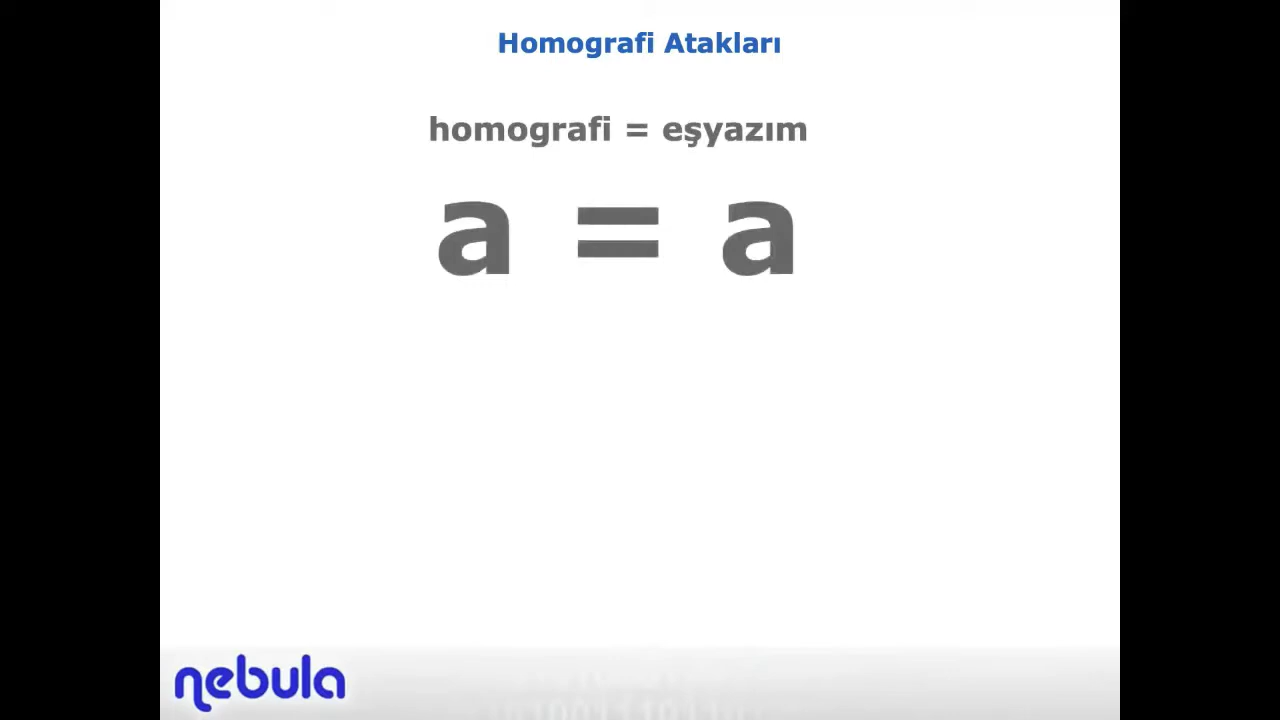 Homografi Atakları
homografi = eşyazım
a = a
nebula